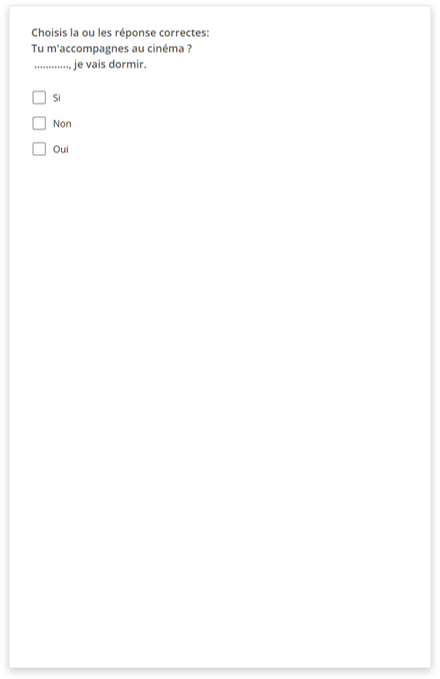 Choisis la ou les réponse correctes:
Tu m'accompagnes au cinéma ?
............, je vais dormir.
Si
Non
Oui